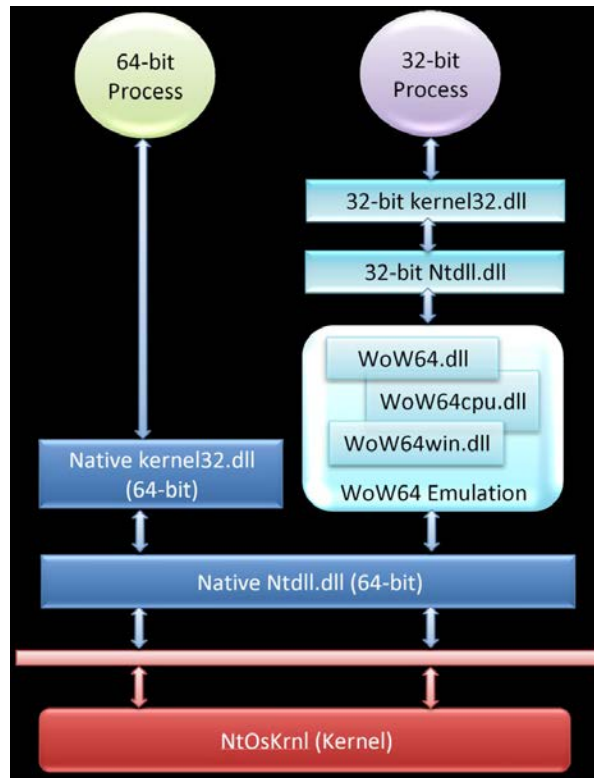 64-bit
Process
32-bit
Process
32-bit kernel32.dll
32-bit Ntdll.dll
WoW64.dll
WoW64cpu.dll
WoW64win.dll
WoW64 Emulation
Native kernel32.dll
(64-bit)
Native Ntdll.dll (64-bit)
NtOsKrnl (Kernel)